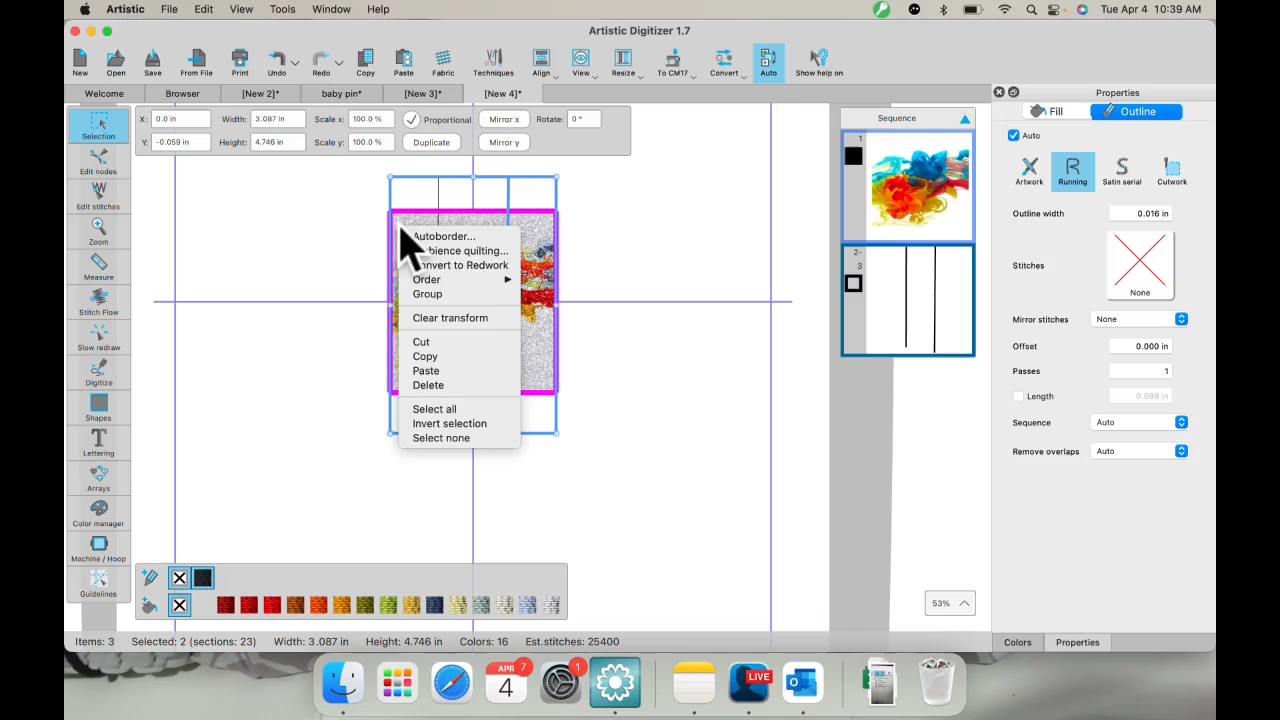 Artistic File Edit View Tools Window Help Tue Apr 4 10:39 AM
Artistic Digitizer 1.7
New Open Save From File Print Undo Redo Copy Paste Fabric Techniques Align View Resize To CM17 Convert Auto Show help on
Welcome Browser [New 2]* baby pin* [New 3]* [New 4]*
X: 0.0 in Width: 3.087 in Scale x: 100.0 % Proportional Mirror x Rotate: 0 °
Y: -0.059 in Height: 4.746 in Scale y: 100.0 % Duplicate Mirror y
Selection
Edit nodes
Edit stitches
Zoom
Measure
Stitch Flow
Slow redraw
Digitize
Shapes
Lettering
Arrays
Color manager
Machine / Hoop
Guidelines
Autoborder...
bience quilting...
onvert to Redwork
Order
Group
Clear transform
Cut
Copy
Paste
Delete
Select all
Invert selection
Select none
Sequence
1
2-
3
53%
Properties
Fill Outline
Auto
Artwork Running Satin serial Cutwork
Outline width 0.016 in
Stitches None
Mirror stitches None
Offset 0.000 in
Passes 1
Length 0.098 in
Sequence Auto
Remove overlaps Auto
Colors Properties
Items: 3 Selected: 2 (sections: 23) Width: 3.087 in Height: 4.746 in Colors: 16 Est.stitches: 25400
APR 7
4
1
LIVE